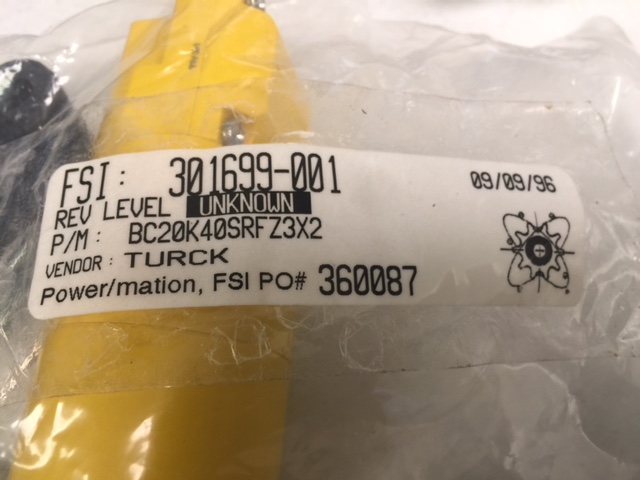 FSI: 301699-001
09/09/96
REV LEVEL UNKNOWN
P/M: BC20K40SRFZ3X2
VENDOR: TURCK
Power/mation, FSI PO# 360087